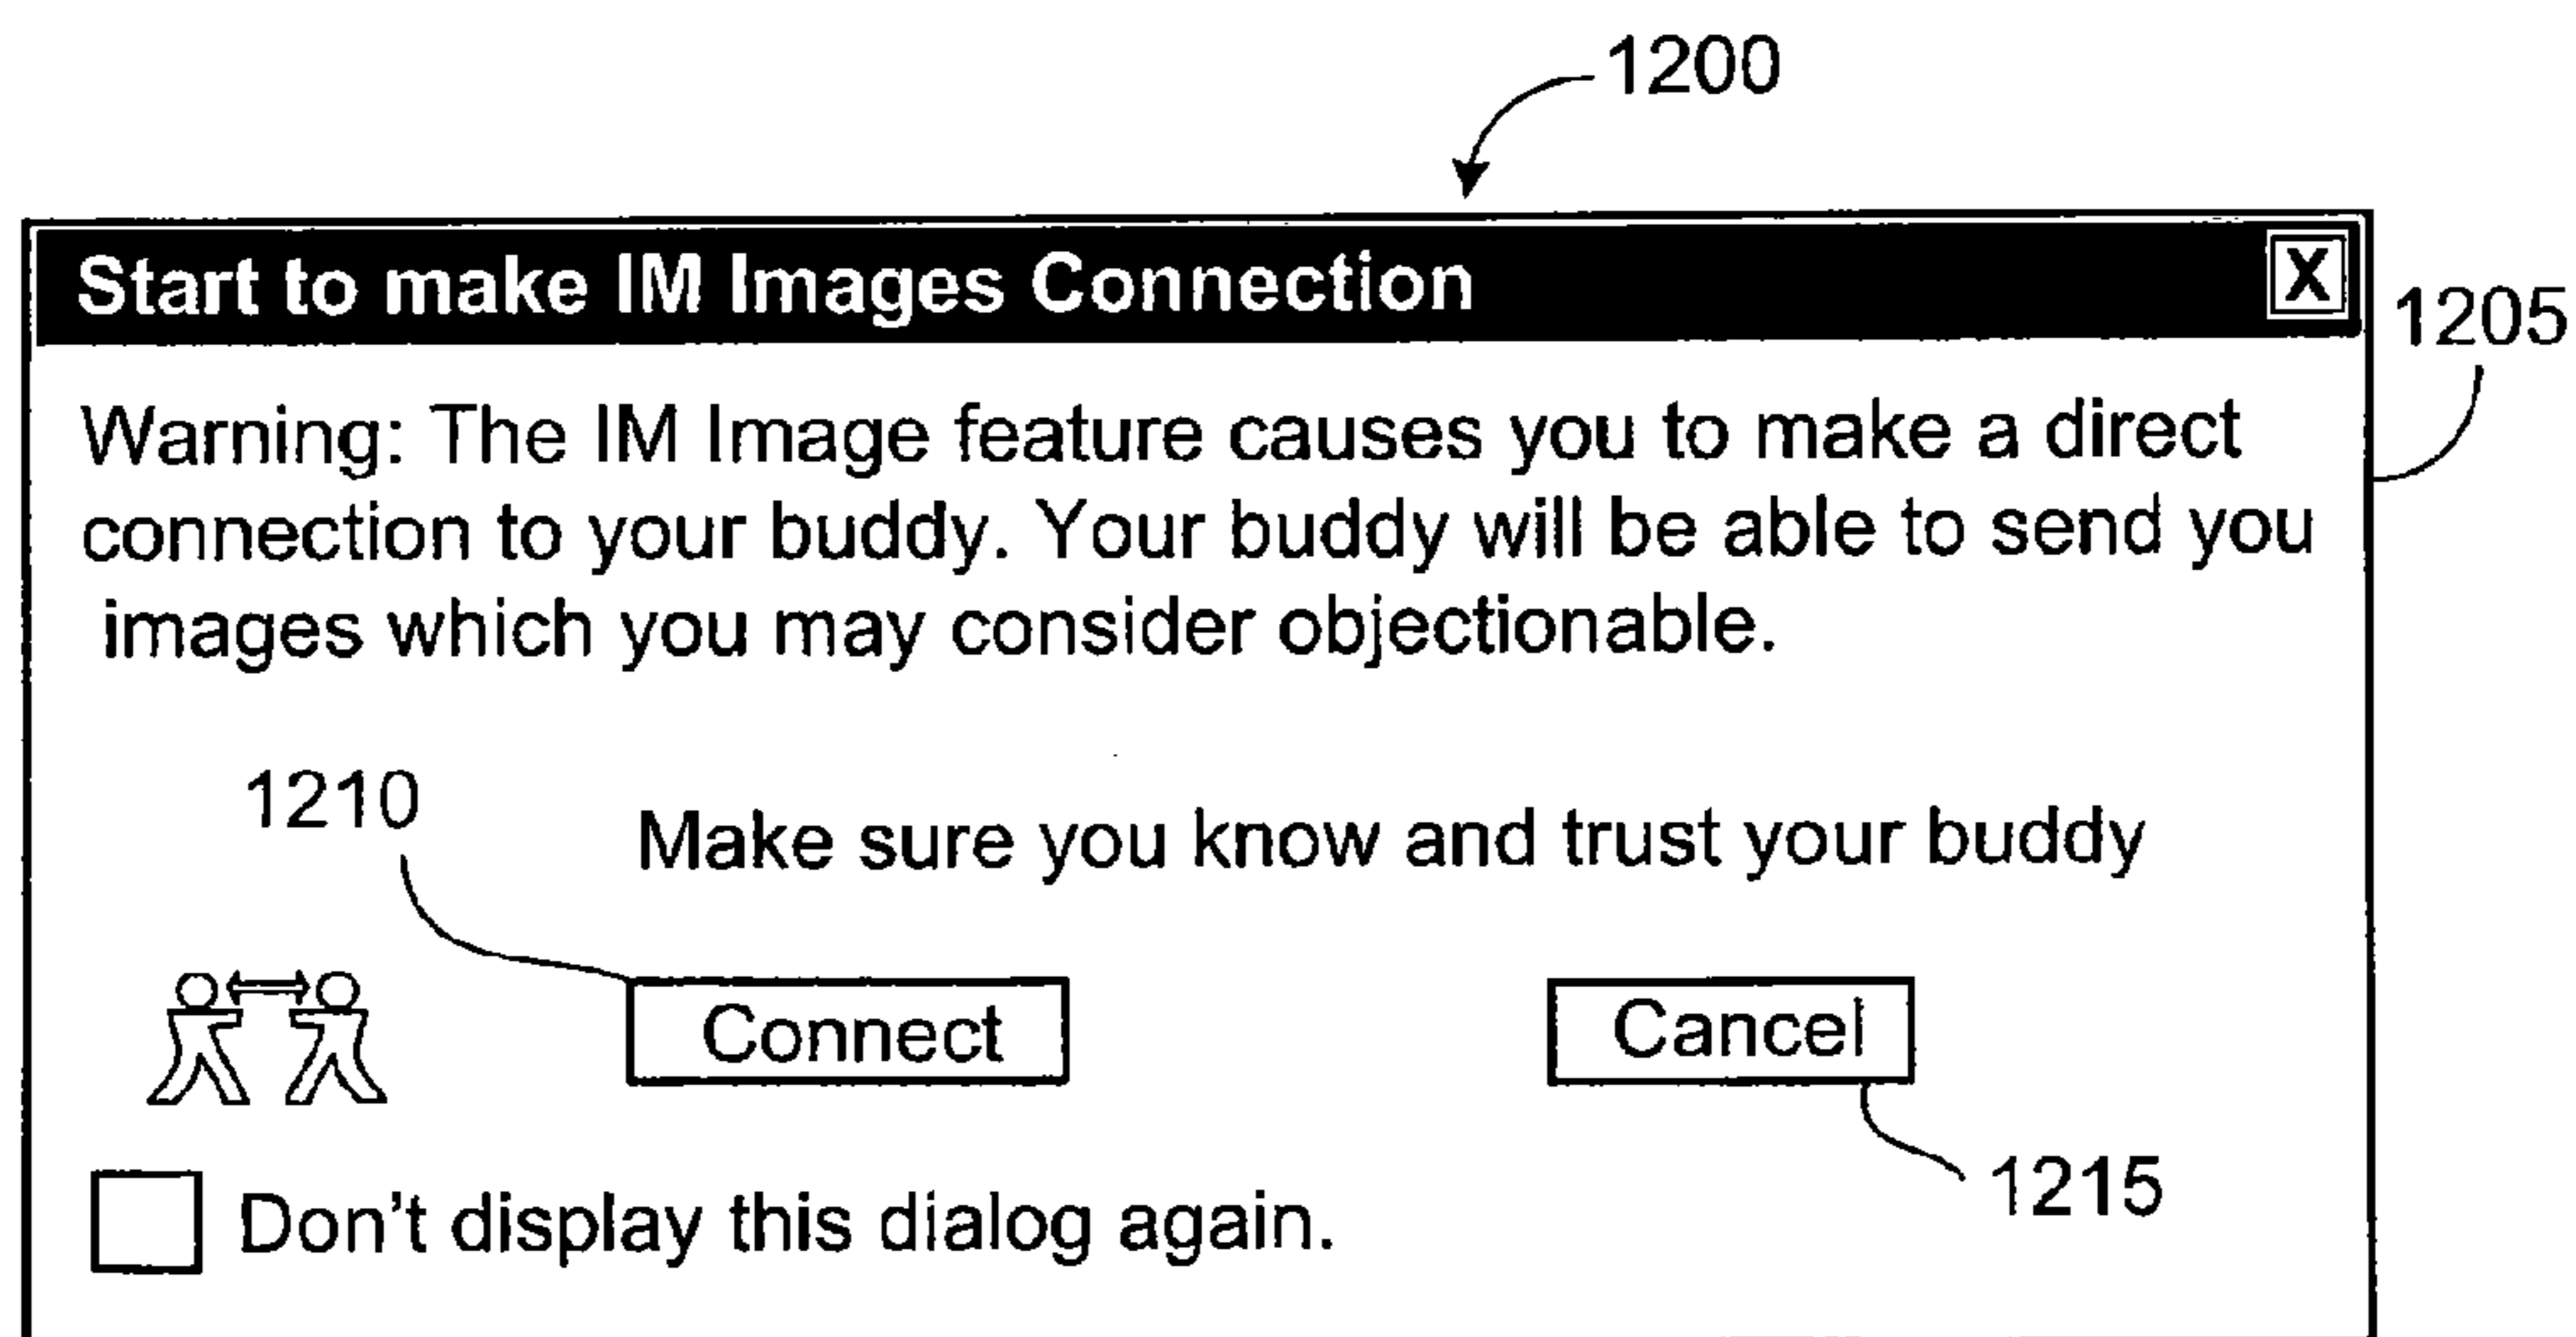 1200
Start to make IM Images Connection X
1205
Warning: The IM Image feature causes you to make a direct
connection to your buddy. Your buddy will be able to send you
images which you may consider objectionable.
1210
Make sure you know and trust your buddy
Connect Cancel
1215
Don't display this dialog again.